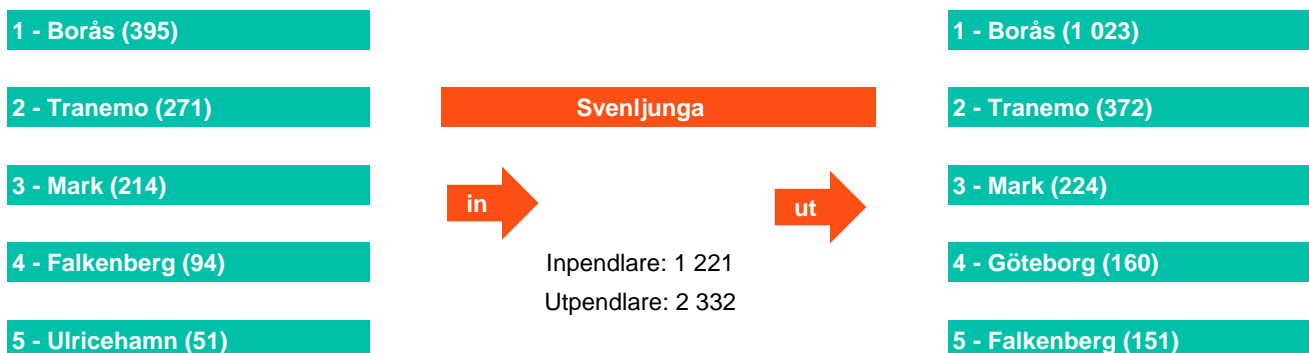 1 - Borås (395)
2 - Tranemo (271)
3 - Mark (214)
4 - Falkenberg (94)
5 - Ulricehamn (51)
Svenljunga
in
ut
Inpendlare: 1 221
Utpendlare: 2 332
1 - Borås (1 023)
2 - Tranemo (372)
3 - Mark (224)
4 - Göteborg (160)
5 - Falkenberg (151)